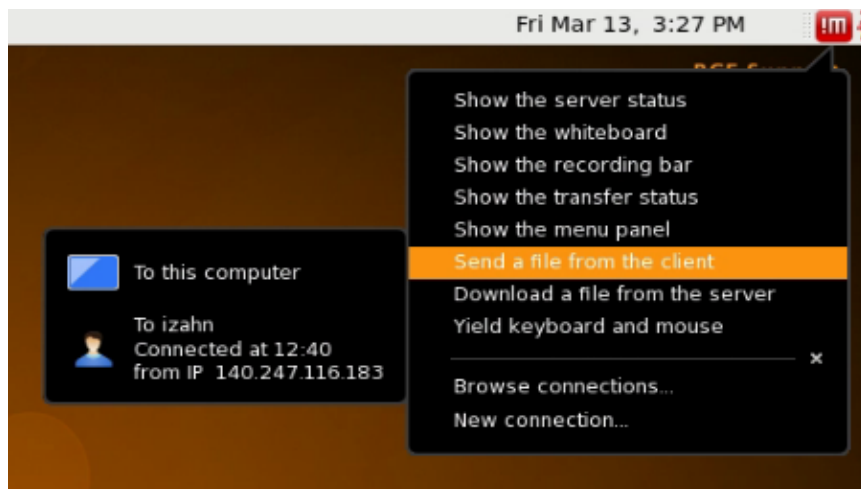 Fri Mar 13, 3:27 PM
!M
Show the server status
Show the whiteboard
Show the recording bar
Show the transfer status
Show the menu panel
Send a file from the client
Download a file from the server
Yield keyboard and mouse
Browse connections...
New connection...
To this computer
To izahn
Connected at 12:40
from IP 140.247.116.183